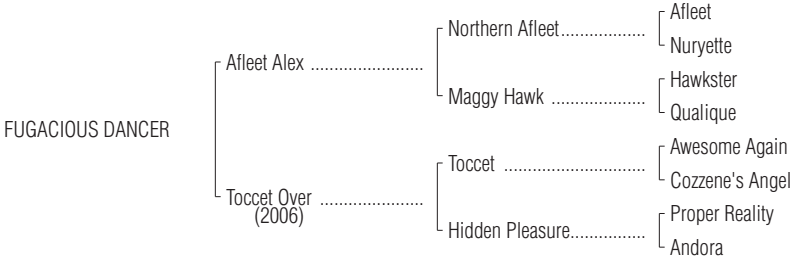 Afleet
Northern Afleet....................
Nuryette
Afleet Alex ..........................
Hawkster
Maggy Hawk ......................
Qualique
FUGACIOUS DANCER
Awesome Again
Toccet .................................
Cozzene's Angel
Toccet Over ........................
(2006)
Proper Reality
Hidden Pleasure..................
Andora